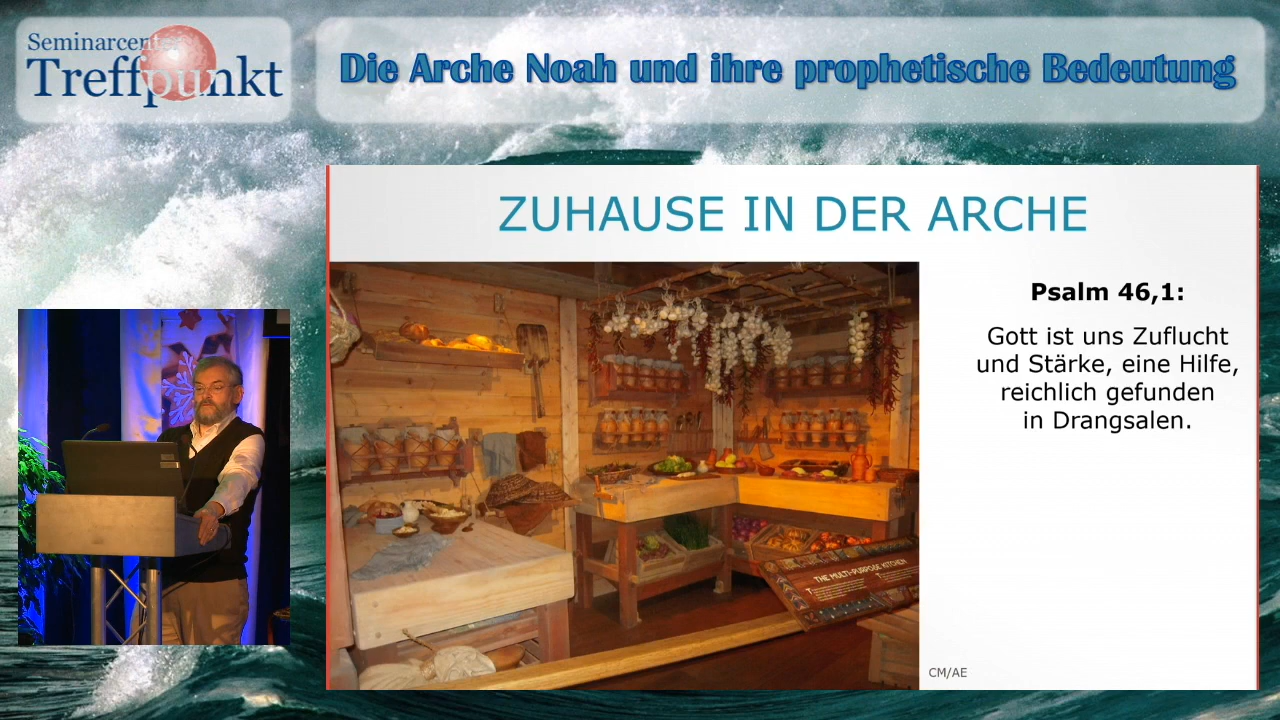 Seminarcenter
Treffpunkt
Die Arche Noah und ihre prophetische Bedeutung
ZUHAUSE IN DER ARCHE
Psalm 46,1:
Gott ist uns Zuflucht
und Stärke, eine Hilfe,
reichlich gefunden
in Drangsalen.
THE MULTI-PURPOSE KITCHEN
CM/AE